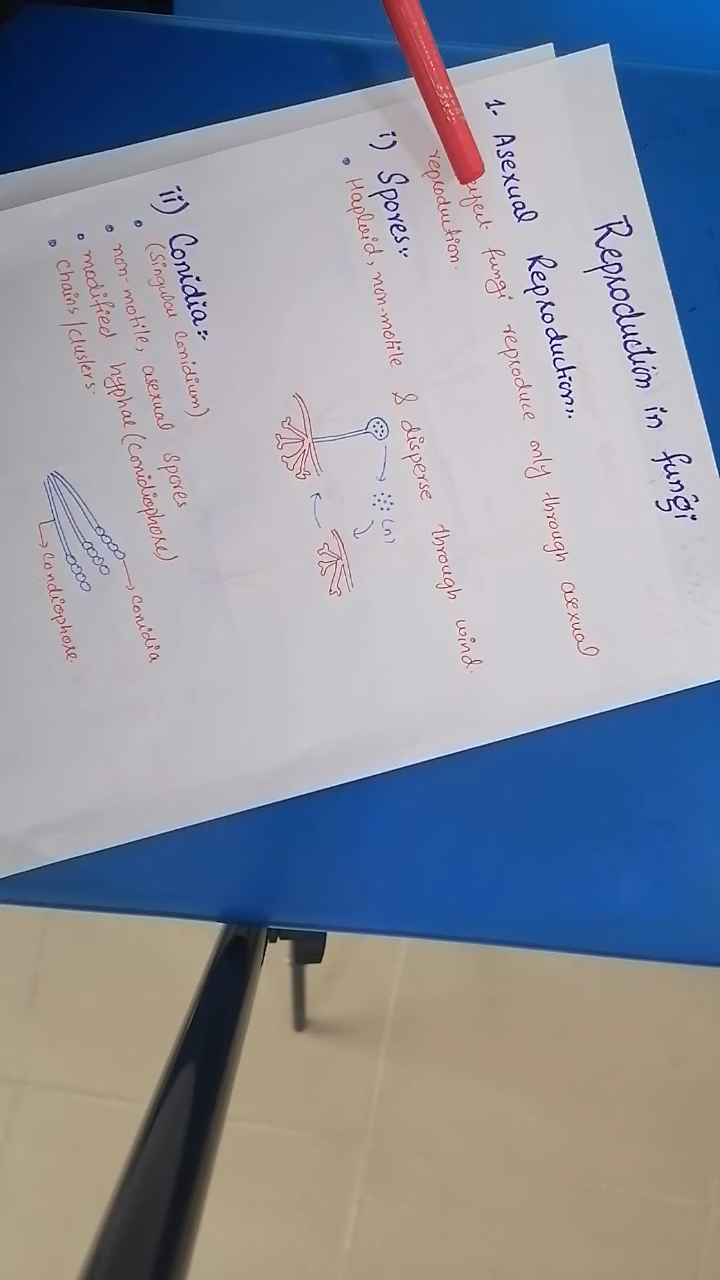 Reproduction in fungi
1- Asexual Reproduction:.
fungi reproduce only through asexual
reproduction.
i) Spores:.
• Haploid, non-motile & disperse through wind.
(n)
ii) Conidia:.
• (singular conidium)
• non-motile, asexual spores
• modified hyphae (conidiophore)
• chains/clusters.
conidia
condiophore.